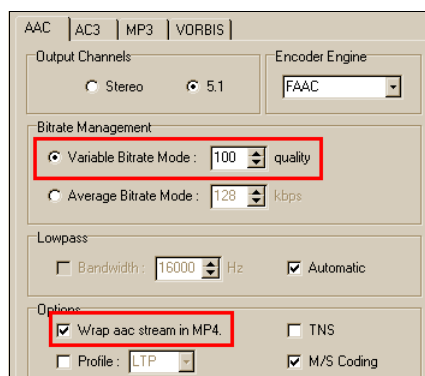 AAC AC3 MP3 VORBIS
Output Channels
Stereo 5.1
Encoder Engine
FAAC
Bitrate Management
Variable Bitrate Mode : 100 quality
Average Bitrate Mode : 128 kbps
Lowpass
Bandwidth : 16000 Hz Automatic
Options
Wrap aac stream in MP4. TNS
Profile : LTP M/S Coding